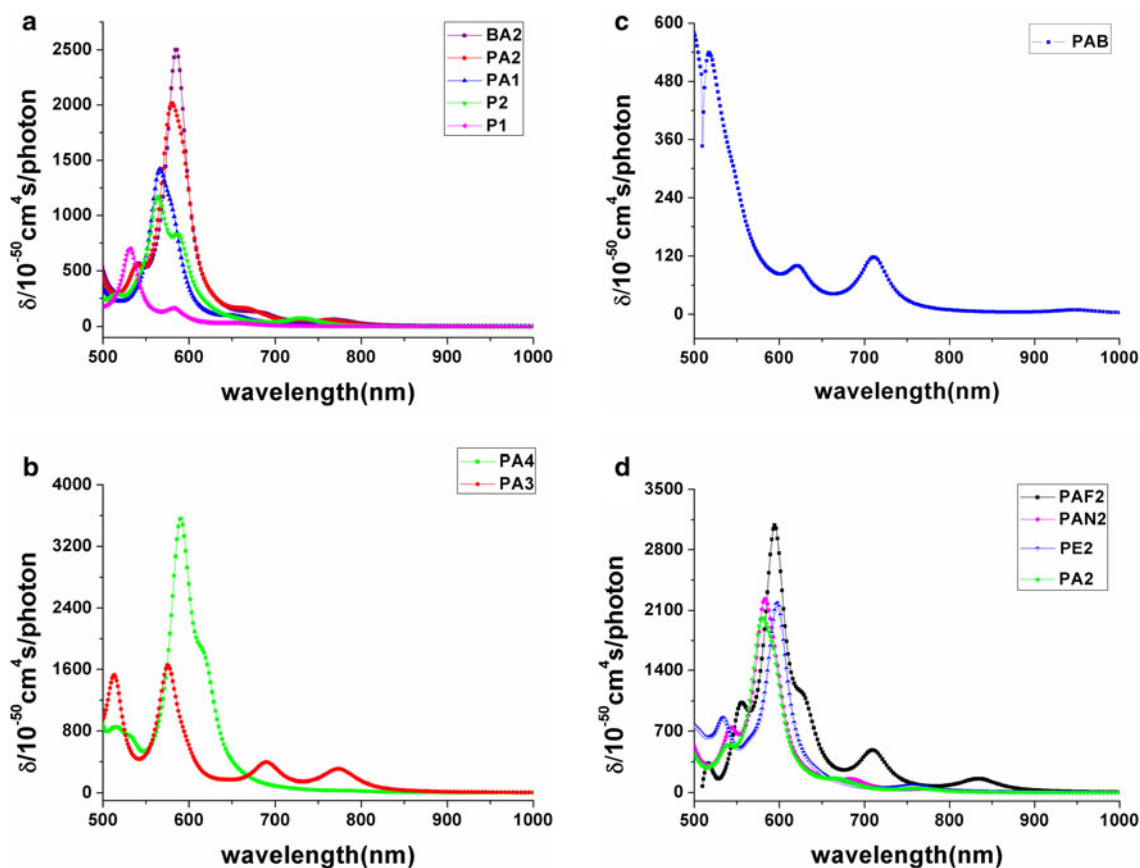 a
2500
2000
1500
1000
500
0
δ/10⁻⁵⁰cm⁴s/photon
500 600 700 800 900 1000
wavelength(nm)
BA2
PA2
PA1
P2
P1
c
600
480
360
240
120
0
δ/10⁻⁵⁰cm⁴s/photon
500 600 700 800 900 1000
wavelength(nm)
PAB
b
4000
3200
2400
1600
800
0
δ/10⁻⁵⁰cm⁴s/photon
500 600 700 800 900 1000
wavelength(nm)
PA4
PA3
d
3500
2800
2100
1400
700
0
δ/10⁻⁵⁰cm⁴s/photon
500 600 700 800 900 1000
wavelength(nm)
PAF2
PAN2
PE2
PA2